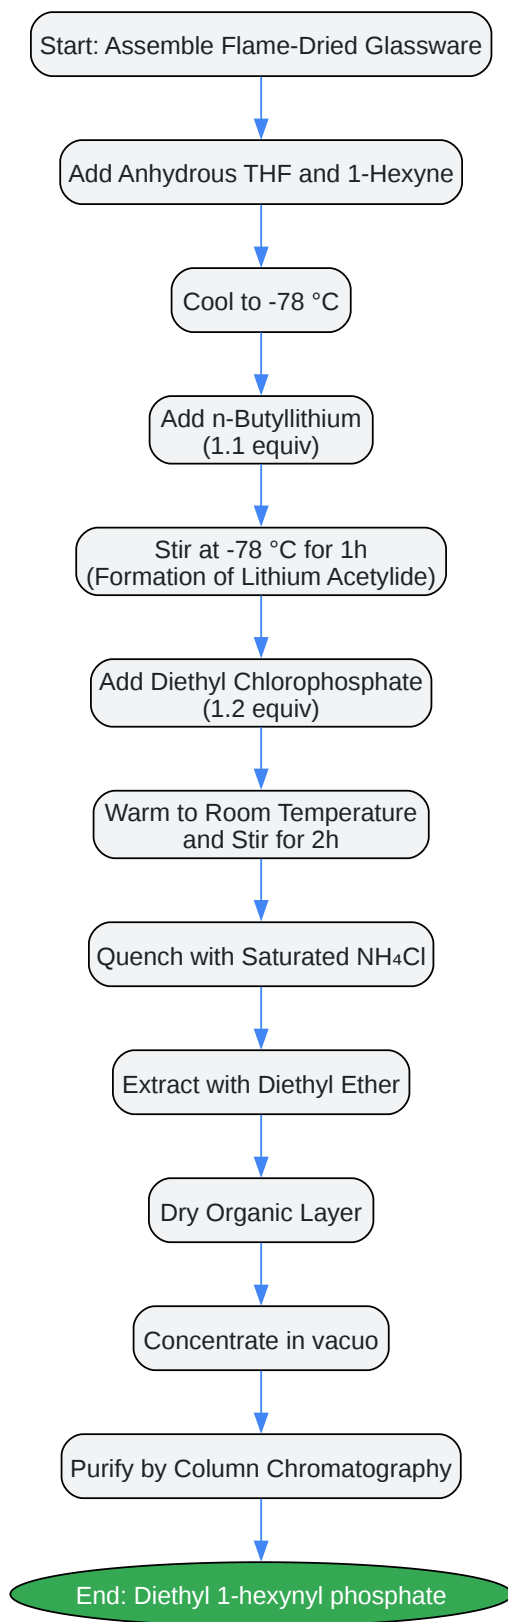 Start: Assemble Flame-Dried Glassware
Add Anhydrous THF and 1-Hexyne
Cool to -78 °C
Add n-Butyllithium
(1.1 equiv)
Stir at -78 °C for 1h
(Formation of Lithium Acetylide)
Add Diethyl Chlorophosphate
(1.2 equiv)
Warm to Room Temperature
and Stir for 2h
Quench with Saturated NH₄Cl
Extract with Diethyl Ether
Dry Organic Layer
Concentrate in vacuo
Purify by Column Chromatography
End: Diethyl 1-hexynyl phosphate